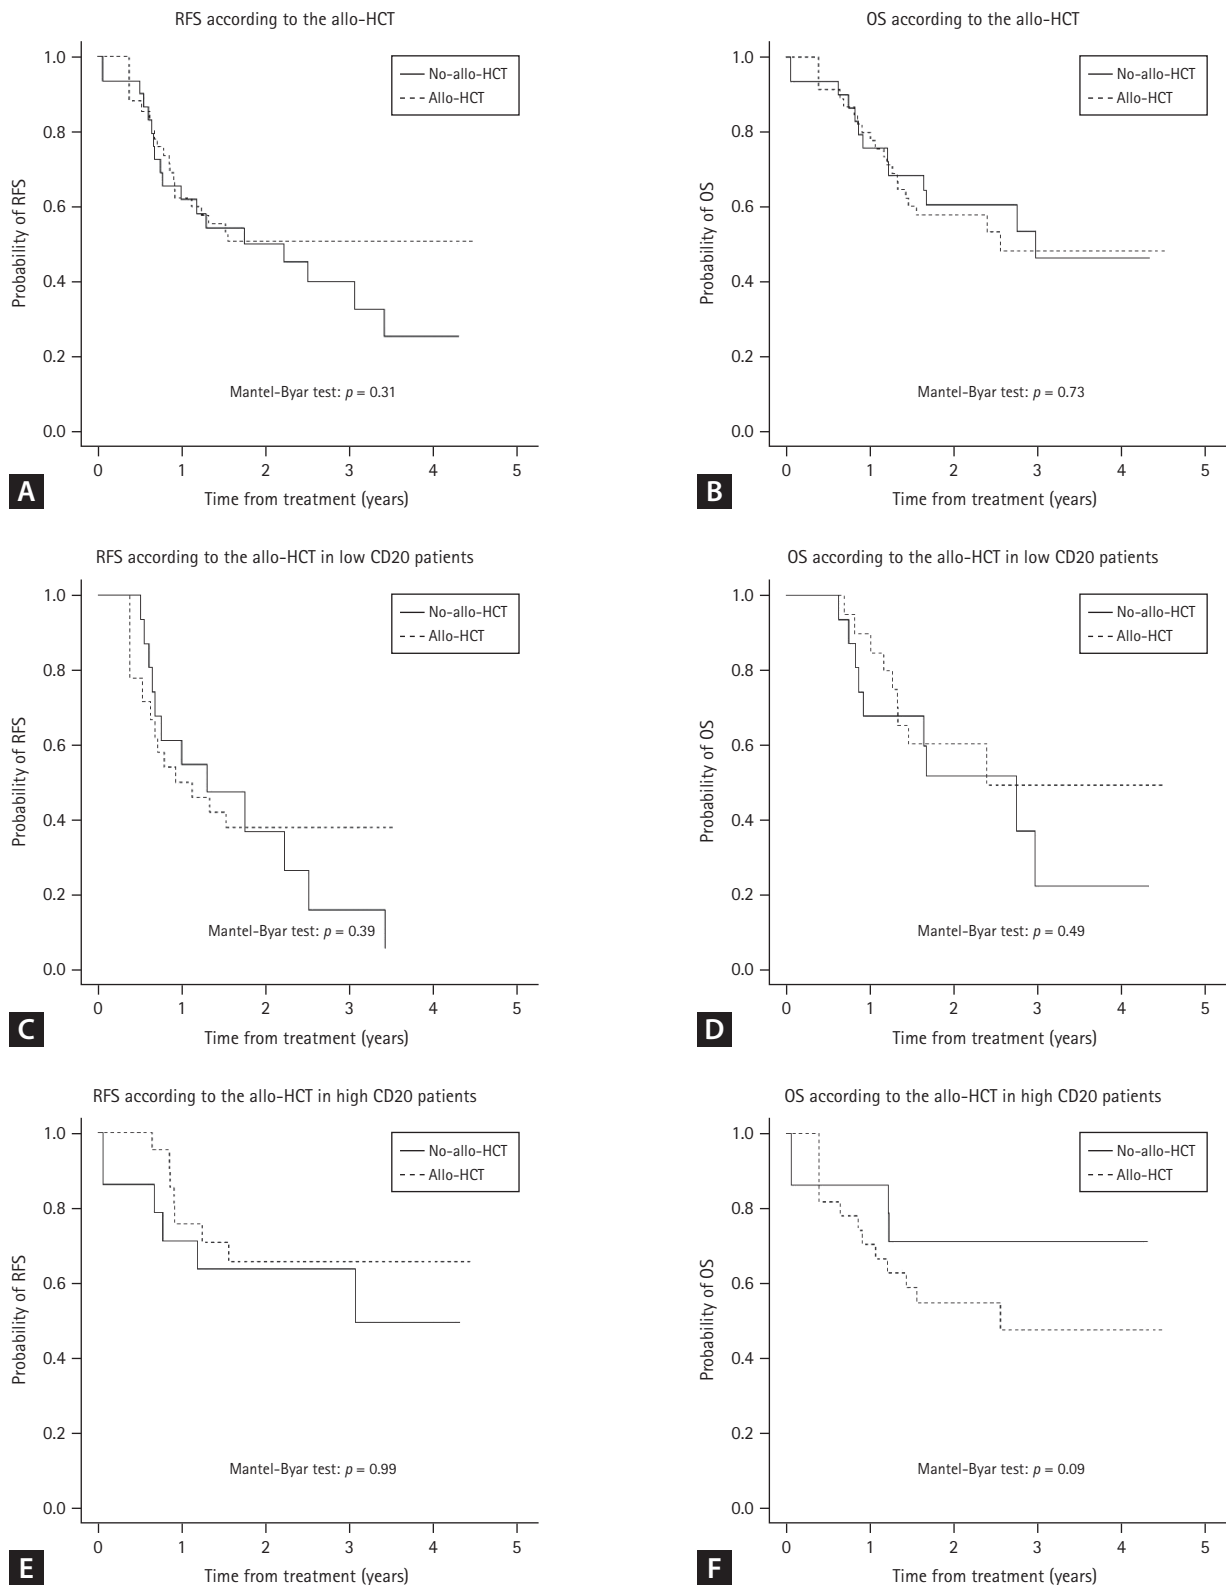 RFS according to the allo-HCT
1.0
0.8
0.6
0.4
0.2
0.0
Probability of RFS
No-allo-HCT
Allo-HCT
Mantel-Byar test: p = 0.31
0 1 2 3 4 5
Time from treatment (years)
A
OS according to the allo-HCT
1.0
0.8
0.6
0.4
0.2
0.0
Probability of OS
No-allo-HCT
Allo-HCT
Mantel-Byar test: p = 0.73
0 1 2 3 4 5
Time from treatment (years)
B
RFS according to the allo-HCT in low CD20 patients
1.0
0.8
0.6
0.4
0.2
0.0
Probability of RFS
No-allo-HCT
Allo-HCT
Mantel-Byar test: p = 0.39
0 1 2 3 4 5
Time from treatment (years)
C
OS according to the allo-HCT in low CD20 patients
1.0
0.8
0.6
0.4
0.2
0.0
Probability of OS
No-allo-HCT
Allo-HCT
Mantel-Byar test: p = 0.49
0 1 2 3 4 5
Time from treatment (years)
D
RFS according to the allo-HCT in high CD20 patients
1.0
0.8
0.6
0.4
0.2
0.0
Probability of RFS
No-allo-HCT
Allo-HCT
Mantel-Byar test: p = 0.99
0 1 2 3 4 5
Time from treatment (years)
E
OS according to the allo-HCT in high CD20 patients
1.0
0.8
0.6
0.4
0.2
0.0
Probability of OS
No-allo-HCT
Allo-HCT
Mantel-Byar test: p = 0.09
0 1 2 3 4 5
Time from treatment (years)
F